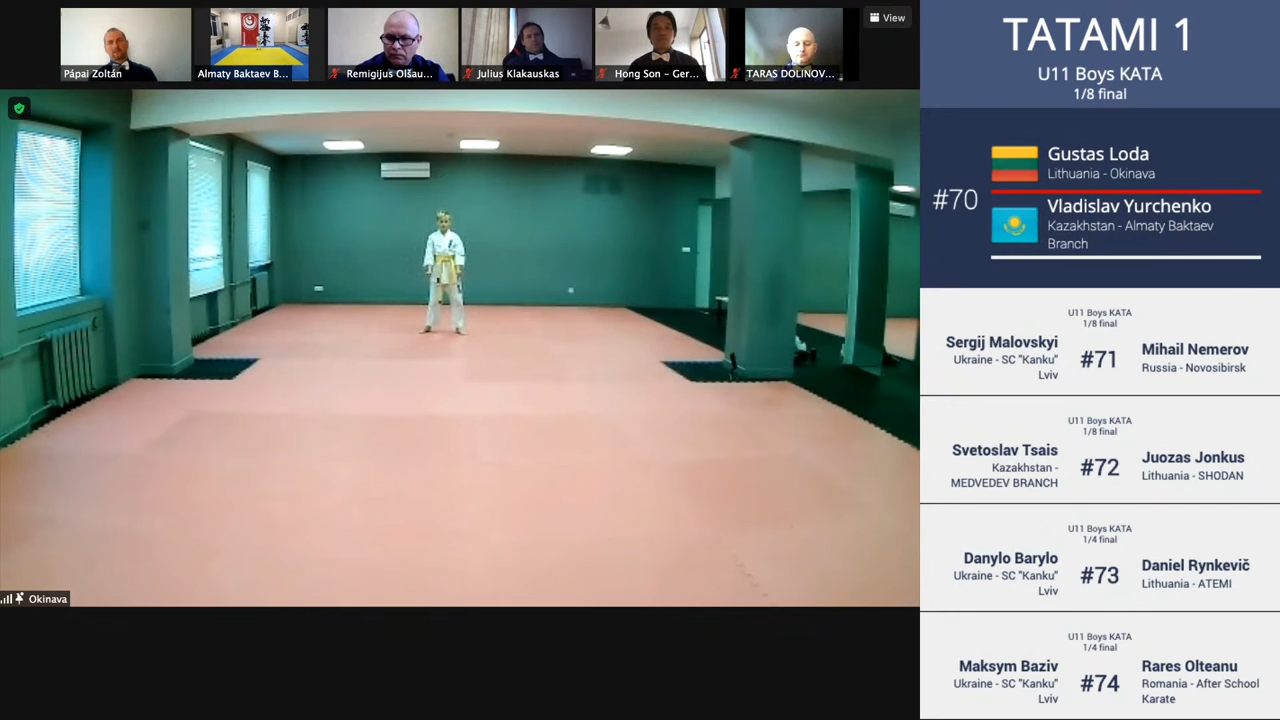 Pápai Zoltán
Almaty Baktaev B...
Remigijus Olšau...
Julius Klakauskas
Hong Son - Ger...
TARAS DOLINOV...
View
Okinava
TATAMI 1
U11 Boys KATA
1/8 final
#70
Gustas Loda
Lithuania - Okinava
Vladislav Yurchenko
Kazakhstan - Almaty Baktaev
Branch
U11 Boys KATA
1/8 final
Sergij Malovskyi
Ukraine - SC "Kanku"
Lviv
#71
Mihail Nemerov
Russia - Novosibirsk
U11 Boys KATA
1/8 final
Svetoslav Tsais
Kazakhstan -
MEDVEDEV BRANCH
#72
Juozas Jonkus
Lithuania - SHODAN
U11 Boys KATA
1/4 final
Danylo Barylo
Ukraine - SC "Kanku"
Lviv
#73
Daniel Rynkevič
Lithuania - ATEMI
U11 Boys KATA
1/4 final
Maksym Baziv
Ukraine - SC "Kanku"
Lviv
#74
Rares Olteanu
Romania - After School
Karate